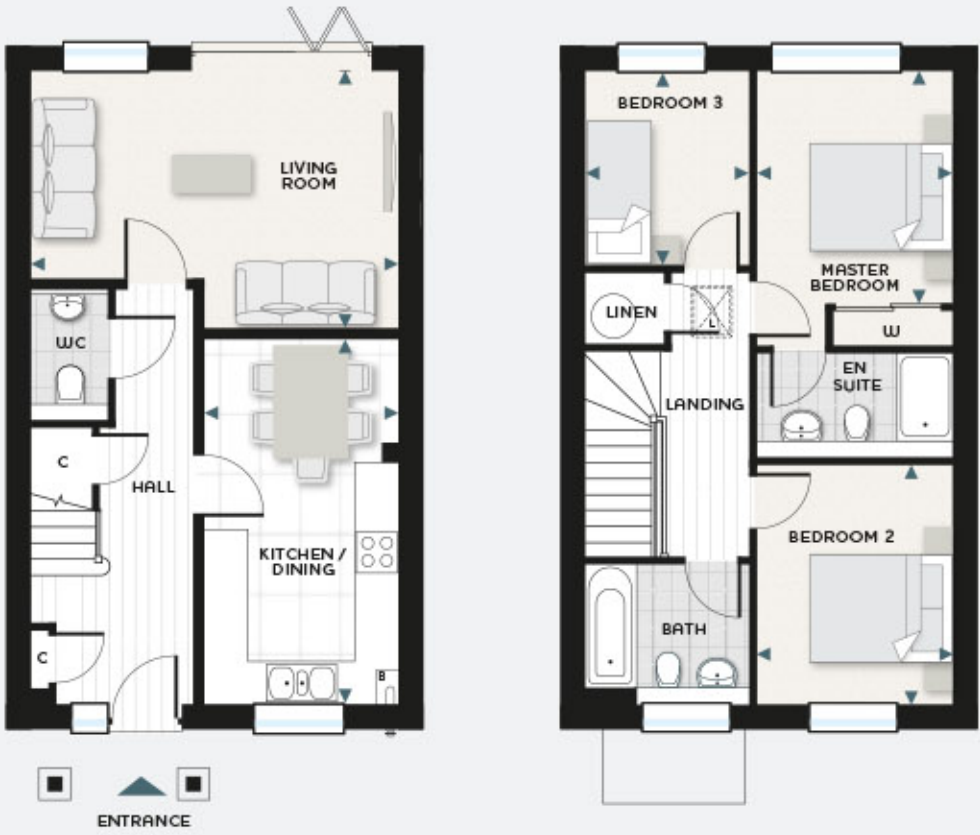 LIVING
ROOM
WC
C
HALL
KITCHEN /
DINING
C
B
ENTRANCE
BEDROOM 3
MASTER
BEDROOM
LINEN
L
W
EN
SUITE
LANDING
BEDROOM 2
BATH